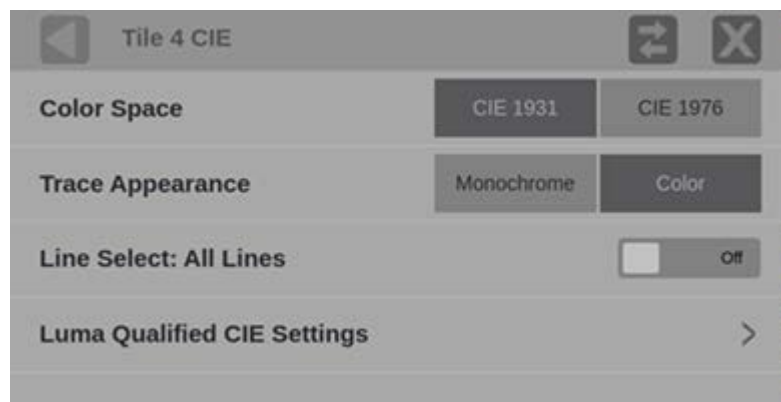 Tile 4 CIE
Color Space CIE 1931 CIE 1976
Trace Appearance Monochrome Color
Line Select: All Lines Off
Luma Qualified CIE Settings